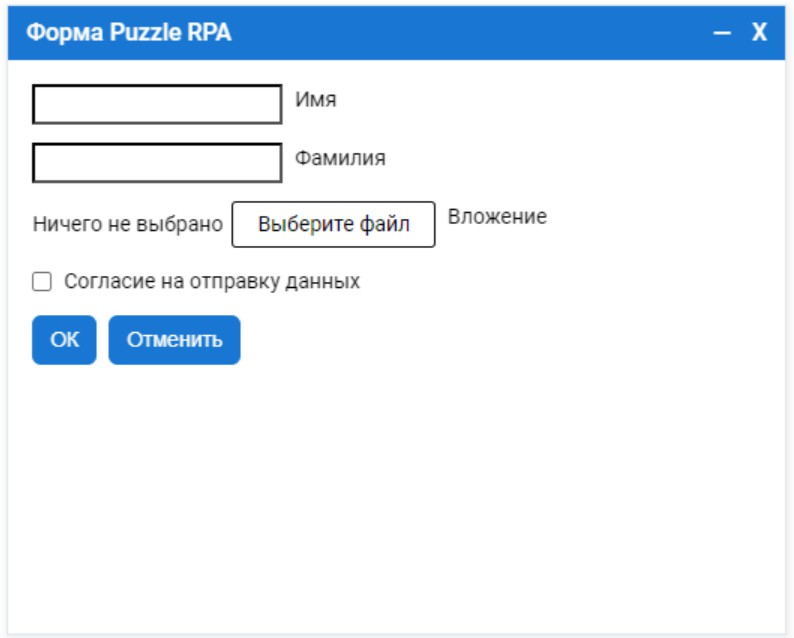 Форма Puzzle RPA – X
Имя
Фамилия
Ничего не выбрано Выберите файл Вложение
Согласие на отправку данных
ОК Отменить